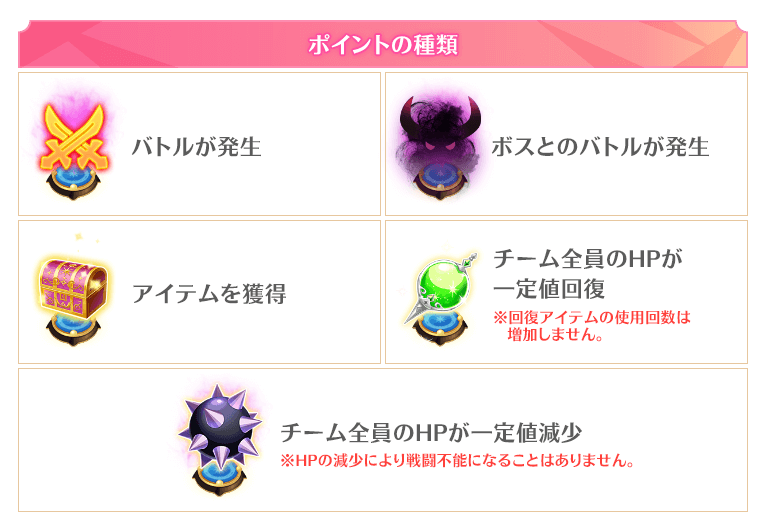 ポイントの種類
バトルが発生
ボスとのバトルが発生
アイテムを獲得
チーム全員のHPが
一定値回復
※回復アイテムの使用回数は
増加しません。
チーム全員のHPが一定値減少
※HPの減少により戦闘不能になることはありません。